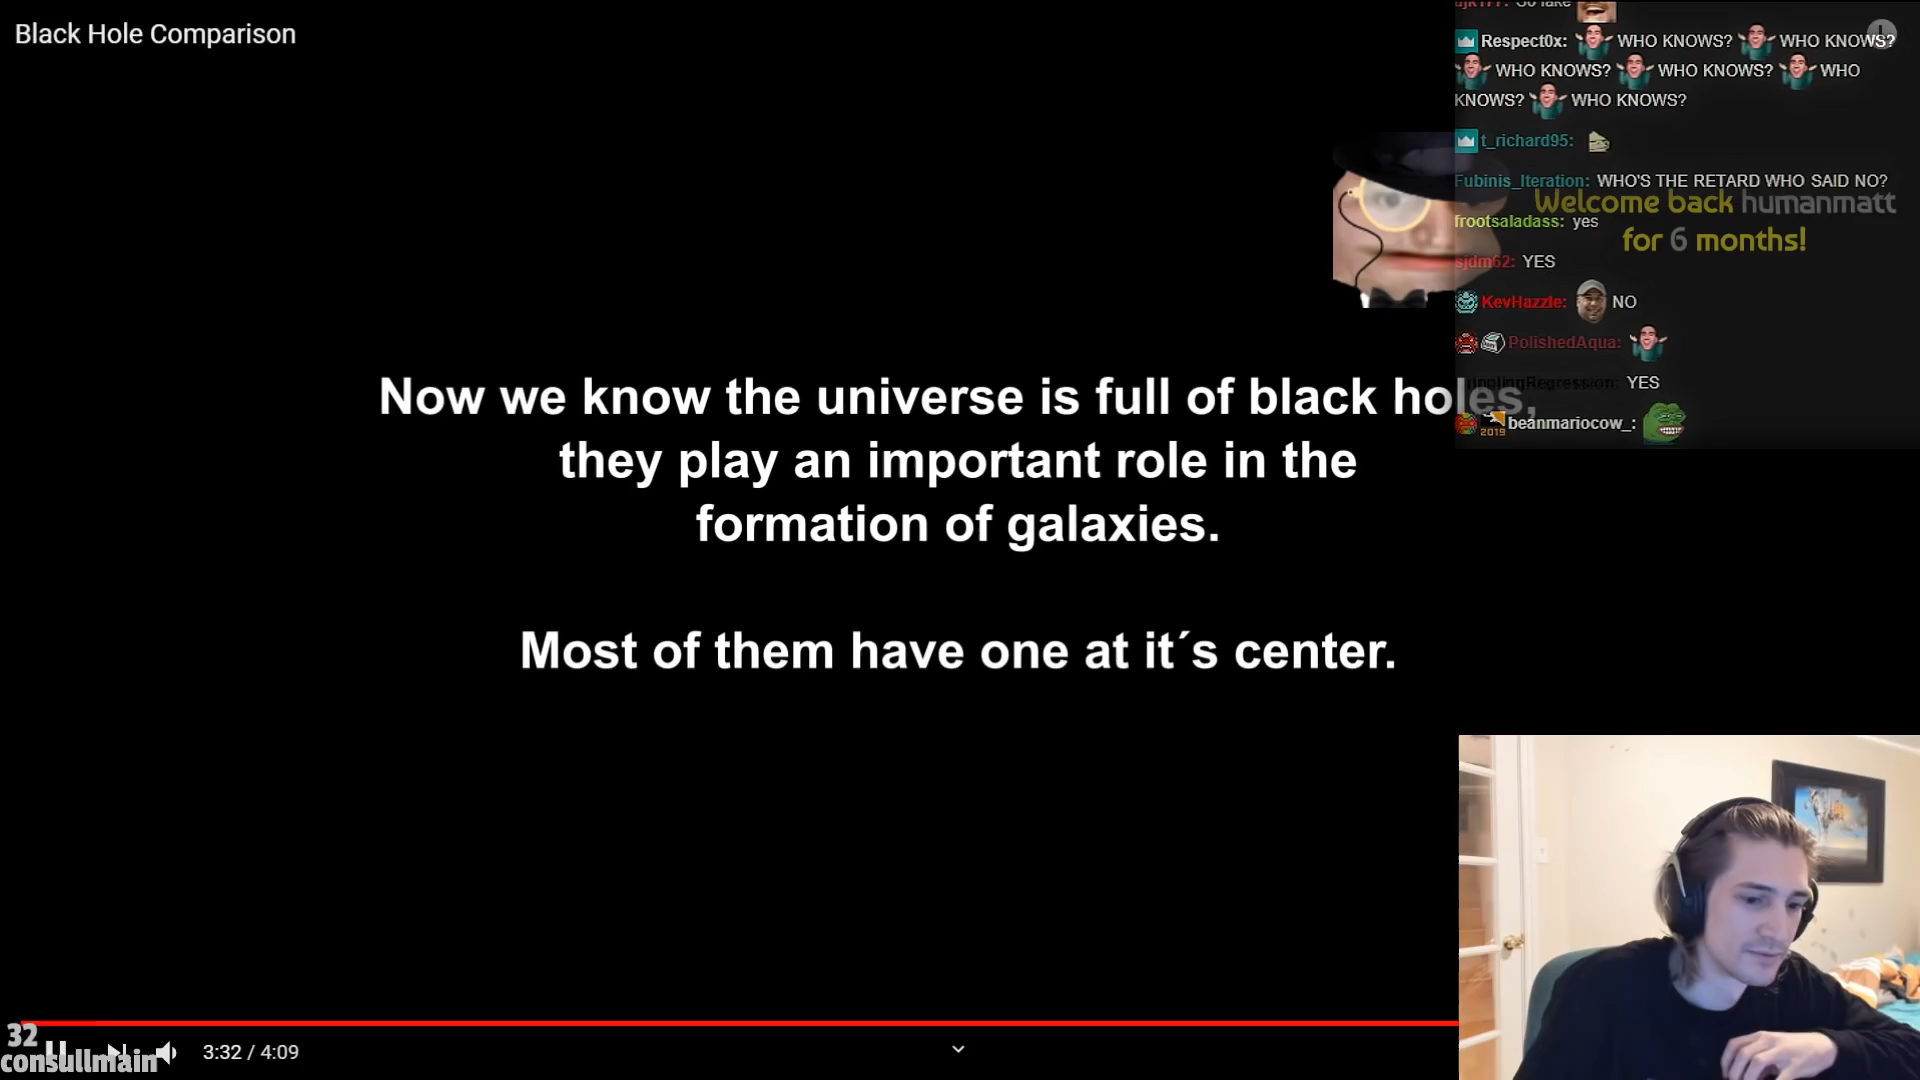 Black Hole Comparison
Respect0x: WHO KNOWS? WHO KNOWS?
WHO KNOWS? WHO KNOWS? WHO
KNOWS? WHO KNOWS?
t_richard95:
Fubinis_Iteration: WHO'S THE RETARD WHO SAID NO?
Welcome back humanmatt
for 6 months!
frootsaladass: yes
sjdm62: YES
KevHazzle: NO
PolishedAqua:
YES
2019 beanmariocow_:
Now we know the universe is full of black holes,
they play an important role in the
formation of galaxies.
Most of them have one at it´s center.
32
consullmain
3:32 / 4:09